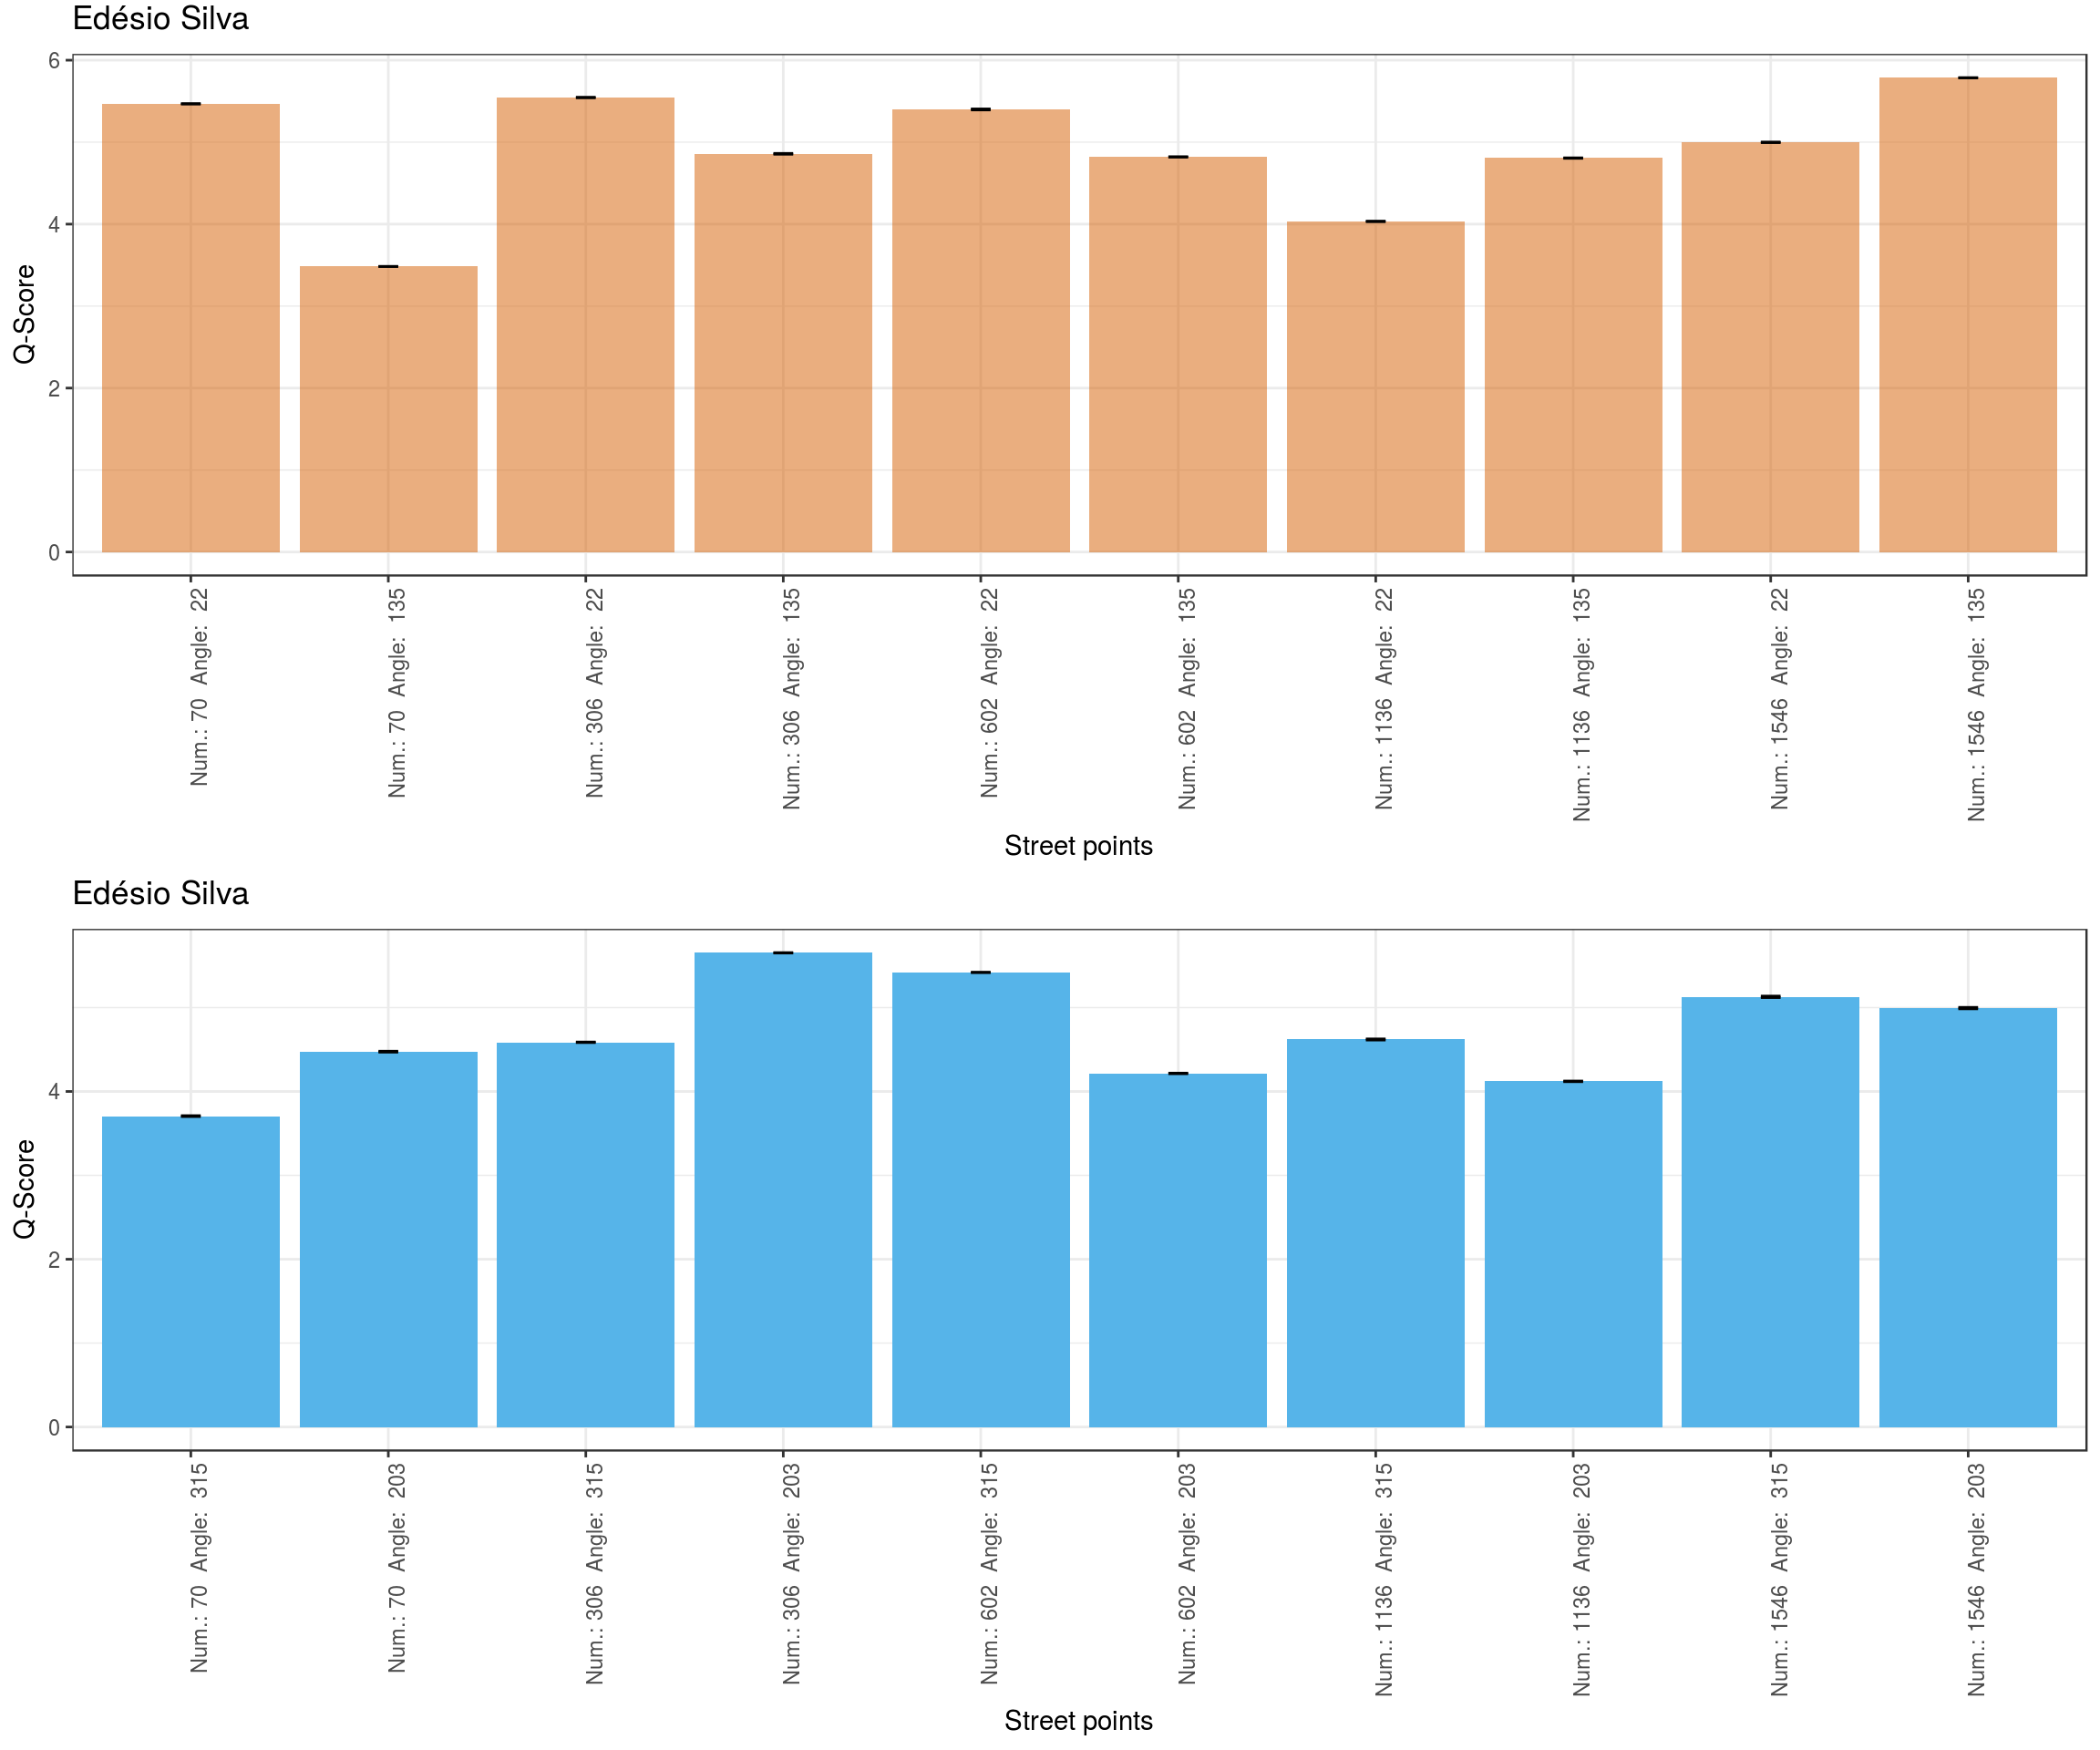 Edésio Silva
6
4
2
0
Q-Score
Num.: 70 Angle: 22
Num.: 70 Angle: 135
Num.: 306 Angle: 22
Num.: 306 Angle: 135
Num.: 602 Angle: 22
Num.: 602 Angle: 135
Num.: 1136 Angle: 22
Num.: 1136 Angle: 135
Num.: 1546 Angle: 22
Num.: 1546 Angle: 135
Street points
Edésio Silva
4
2
0
Q-Score
Num.: 70 Angle: 315
Num.: 70 Angle: 203
Num.: 306 Angle: 315
Num.: 306 Angle: 203
Num.: 602 Angle: 315
Num.: 602 Angle: 203
Num.: 1136 Angle: 315
Num.: 1136 Angle: 203
Num.: 1546 Angle: 315
Num.: 1546 Angle: 203
Street points